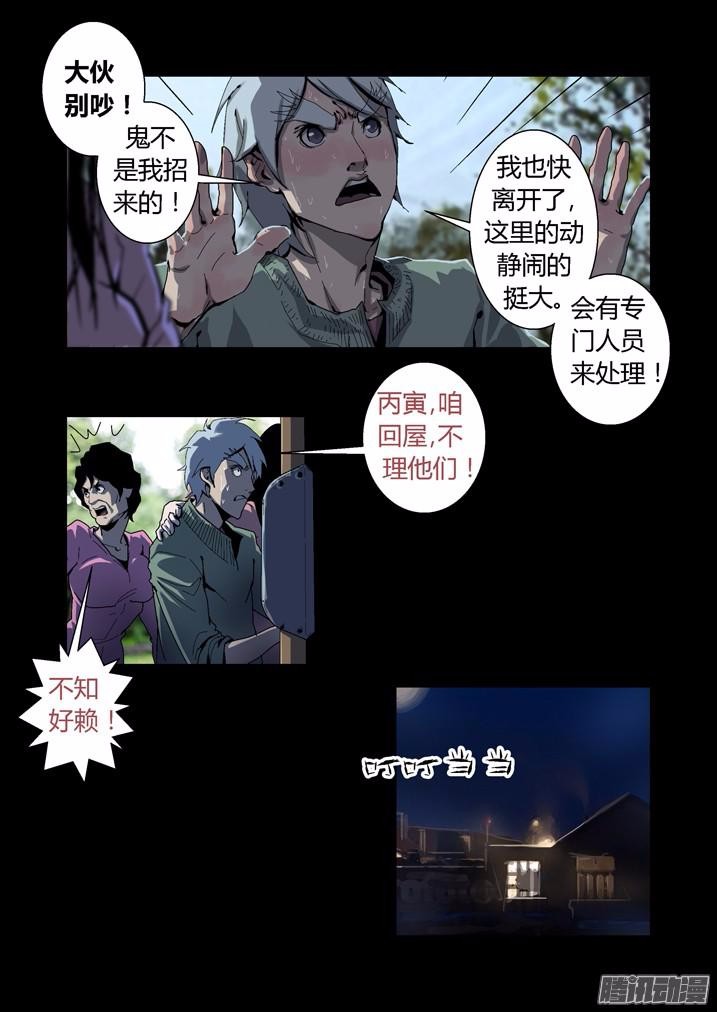 大伙
别吵！
鬼不
是我招
来的！
我也快
离开了，
这里的动
静闹的
挺大。
会有专
门人员
来处理！
丙寅，咱
回屋，不
理他们！
不知
好赖！
叮叮当当
腾讯动漫